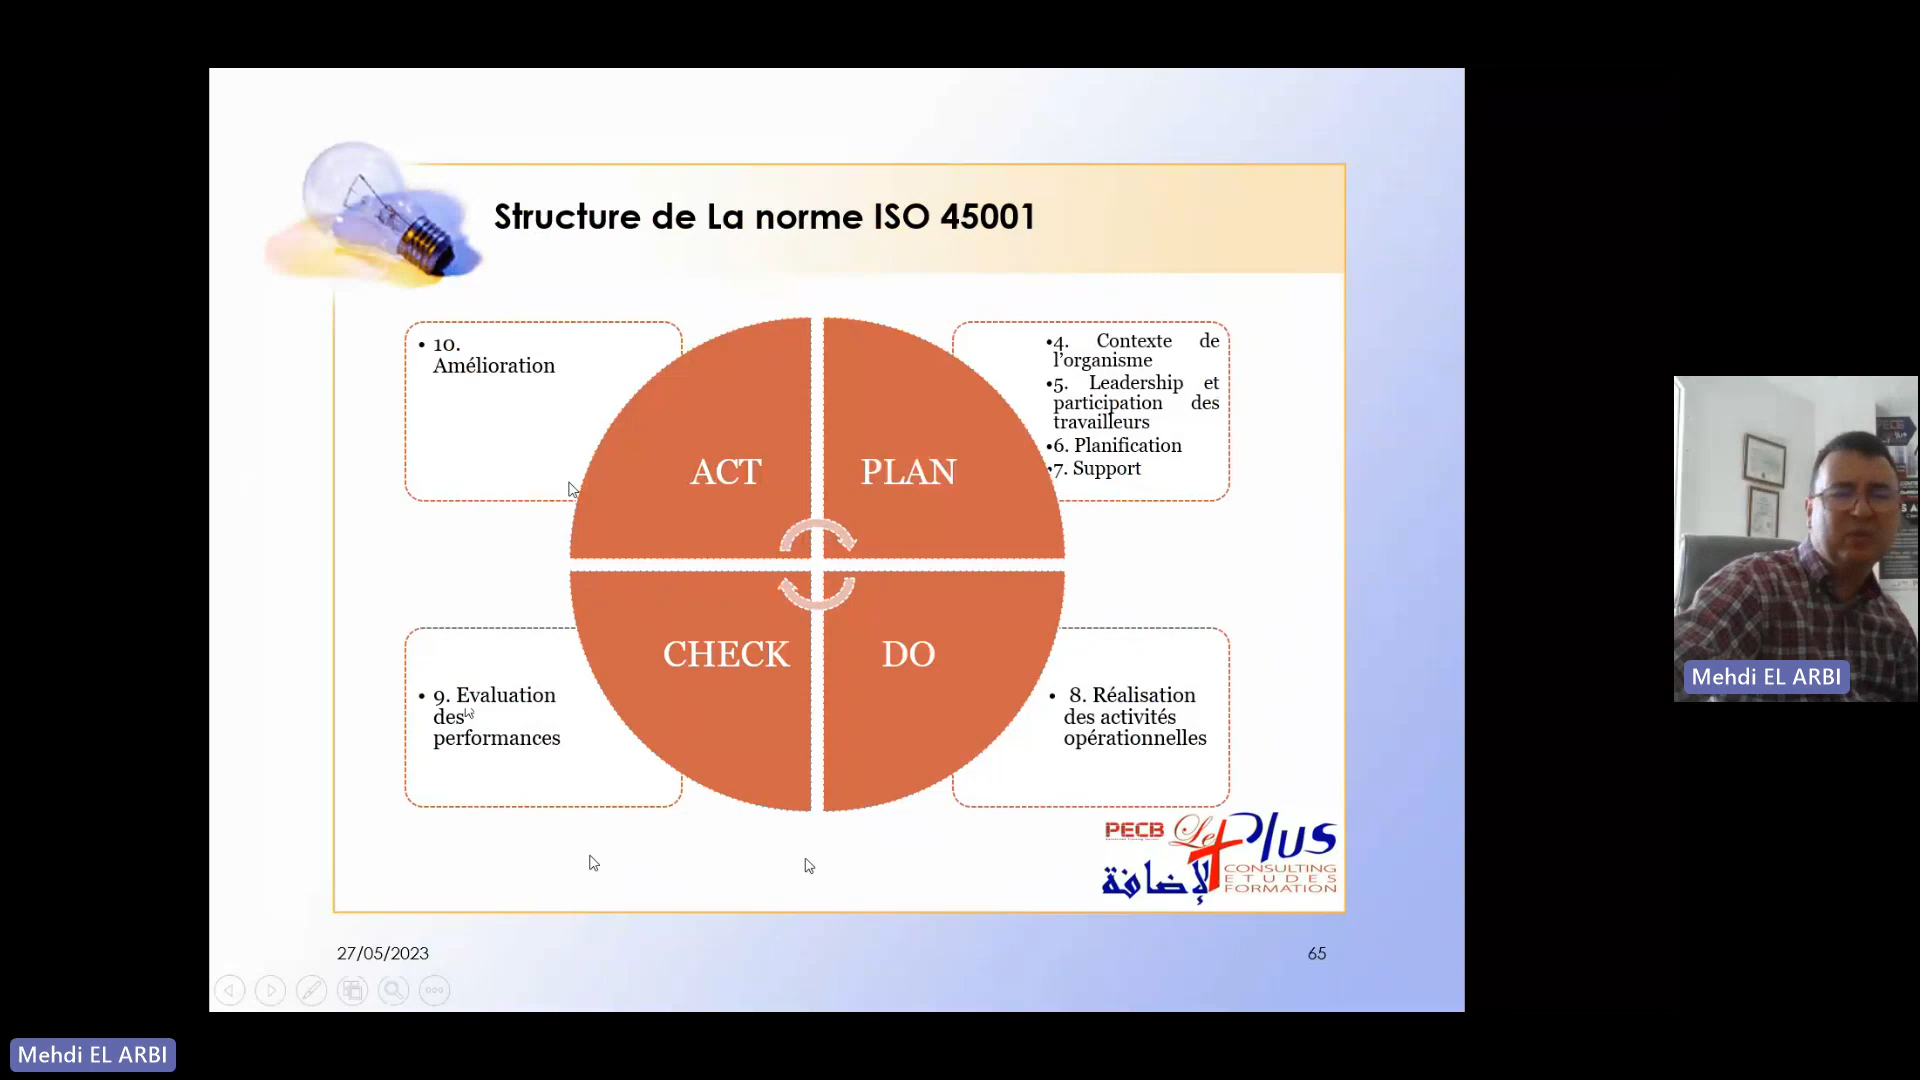 Structure de La norme ISO 45001
• 10.
Amélioration
•4. Contexte de
l’organisme
•5. Leadership et
participation des
travailleurs
•6. Planification
•7. Support
ACT
PLAN
CHECK
DO
• 9. Evaluation
des
performances
• 8. Réalisation
des activités
opérationnelles
PECB Le Plus
الإضافة
CONSULTING
ETUDES
FORMATION
27/05/2023
65
Mehdi EL ARBI
Mehdi EL ARBI